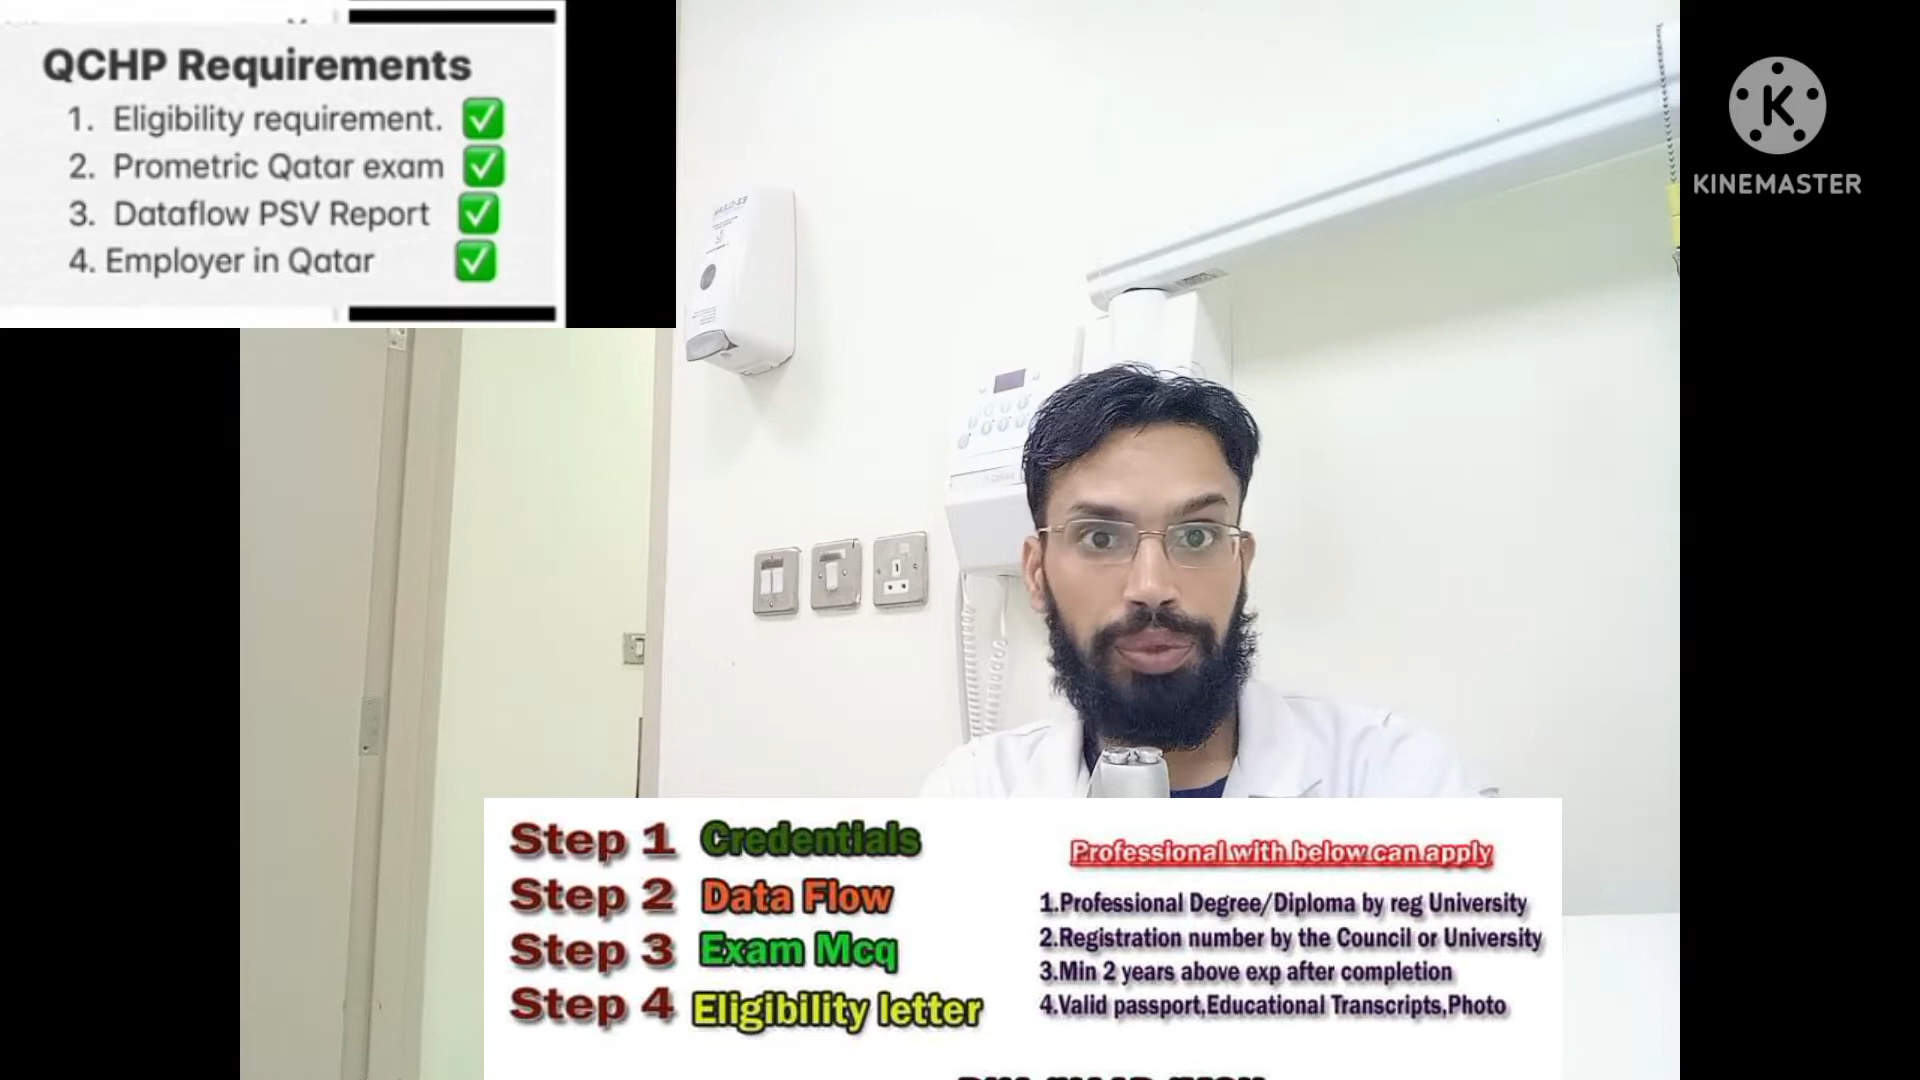 QCHP Requirements
1. Eligibility requirement. ✅
2. Prometric Qatar exam ✅
3. Dataflow PSV Report ✅
4. Employer in Qatar ✅
KINEMASTER
Step 1 Credentials
Step 2 Data Flow
Step 3 Exam Mcq
Step 4 Eligibility letter
Professional with below can apply
1.Professional Degree/Diploma by reg University
2.Registration number by the Council or University
3.Min 2 years above exp after completion
4.Valid passport,Educational Transcripts,Photo